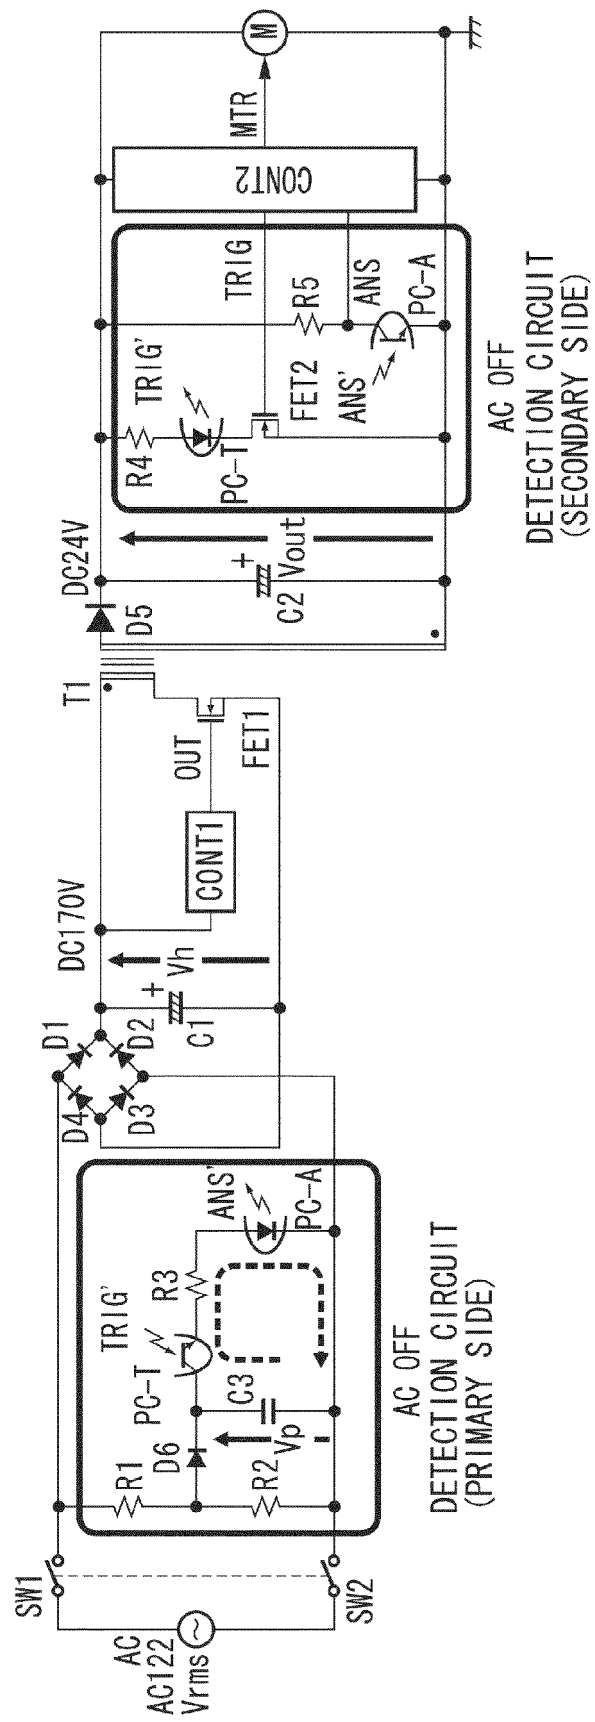 AC
AC122
Vrms
SW1
SW2
R1
R2
D6
Vp
C3
PC-T
TRIG'
R3
ANS'
PC-A
AC OFF
DETECTION CIRCUIT
(PRIMARY SIDE)
D1
D2
D3
D4
C1
+
Vh
DC170V
CONT1
OUT
FET1
T1
D5
DC24V
C2
+
Vout
R4
PC-T
TRIG'
FET2
TRIG
R5
ANS
ANS'
PC-A
AC OFF
DETECTION CIRCUIT
(SECONDARY SIDE)
CONT2
MTR
M